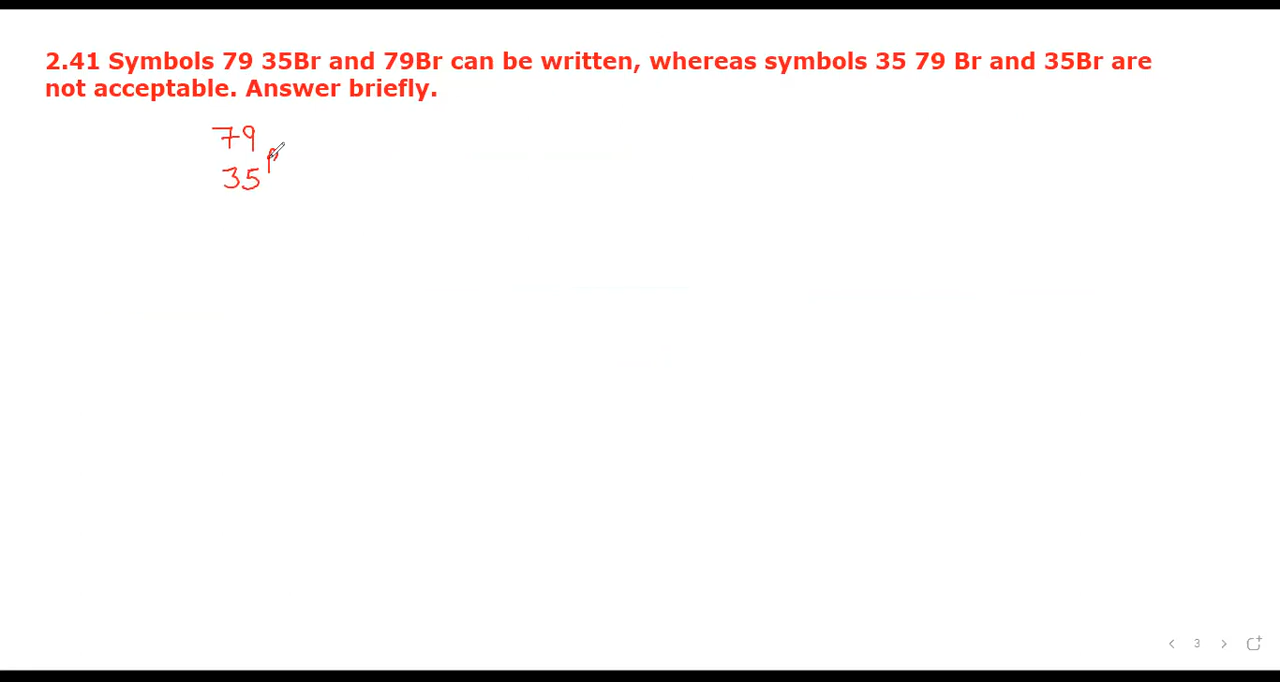 2.41 Symbols 79 35Br and 79Br can be written, whereas symbols 35 79 Br and 35Br are
not acceptable. Answer briefly.
79
35
3